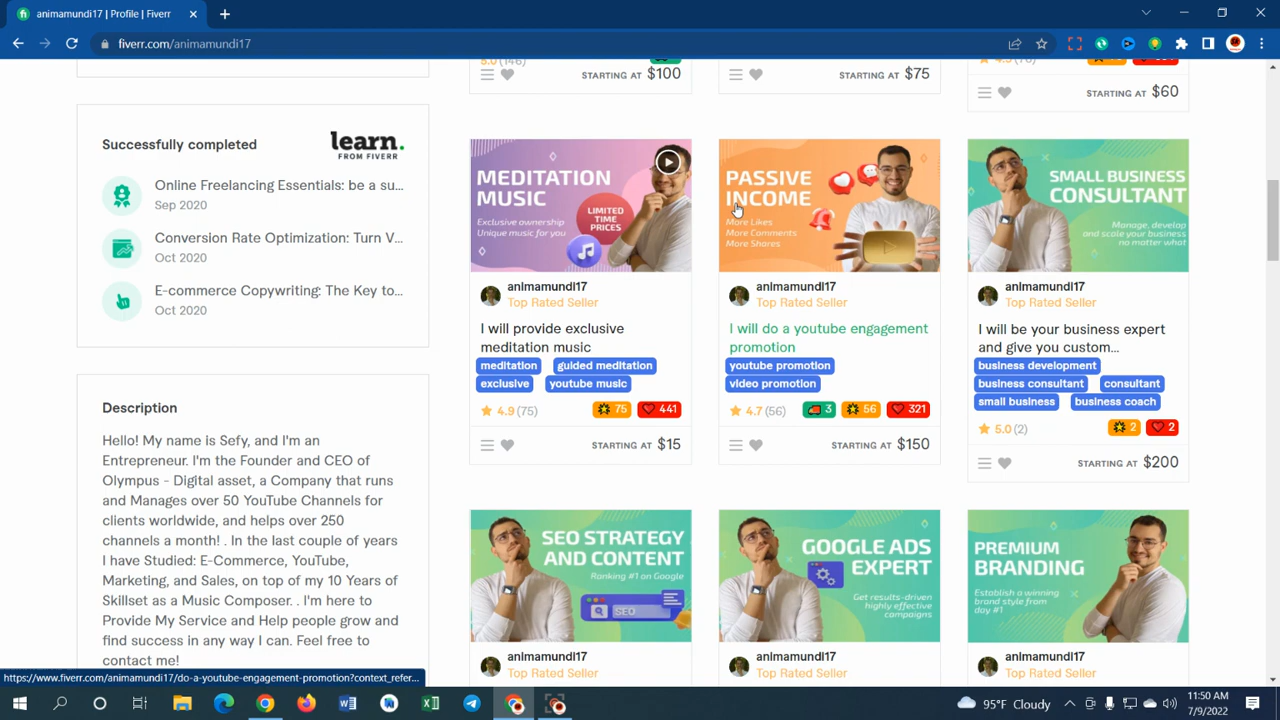 animamundi17 | Profile | Fiverr
fiverr.com/animamundi17
5.0 (146)
STARTING AT $100
STARTING AT $75
STARTING AT $60
Successfully completed
learn.
FROM FIVERR
Online Freelancing Essentials: be a su...
Sep 2020
Conversion Rate Optimization: Turn V...
Oct 2020
E-commerce Copywriting: The Key to...
Oct 2020
Description
Hello! My name is Sefy, and I'm an
Entrepreneur. I'm the Founder and CEO of
Olympus - Digital asset, a Company that runs
and Manages over 50 YouTube Channels for
clients worldwide, and helps over 250
channels a month! . In the last couple of years
I have Studied: E-Commerce, YouTube,
Marketing, and Sales, on top of my 10 Years of
Skillset as a Music Composer. . I'm here to
Provide My Service and Help people grow and
find success in any way I can. Feel free to
contact me!
MEDITATION
MUSIC
Exclusive ownership
Unique music for you
LIMITED
TIME
PRICES
animamundi17
Top Rated Seller
I will provide exclusive
meditation music
meditation guided meditation
exclusive youtube music
4.9 (75) 75 441
STARTING AT $15
PASSIVE
INCOME
More Likes
More Comments
More Shares
animamundi17
Top Rated Seller
I will do a youtube engagement
promotion
youtube promotion
video promotion
4.7 (56) 3 56 321
STARTING AT $150
SMALL BUSINESS
CONSULTANT
Manage, develop
and scale your business
no matter what
animamundi17
Top Rated Seller
I will be your business expert
and give you custom...
business development
business consultant consultant
small business business coach
5.0 (2) 2 2
STARTING AT $200
SEO STRATEGY
AND CONTENT
Ranking #1 on Google
SEO
animamundi17
Top Rated Seller
GOOGLE ADS
EXPERT
Get results-driven
highly effective
campaigns
animamundi17
Top Rated Seller
PREMIUM
BRANDING
Establish a winning
brand style from
day #1
animamundi17
Top Rated Seller
https://www.fiverr.com/animamundi17/do-a-youtube-engagement-promotion?context_refer...
95°F Cloudy
11:50 AM
7/9/2022